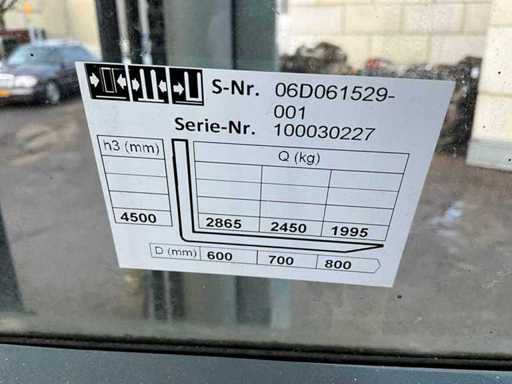 S-Nr. 06D061529-
001
Serie-Nr. 100030227
h3 (mm) Q (kg)
4500 2865 2450 1995
D (mm) 600 700 800